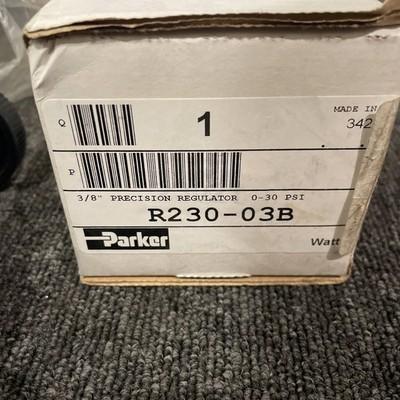 Q 1 MADE IN
342
P
3/8" PRECISION REGULATOR 0-30 PSI
R230-03B
Parker Watt